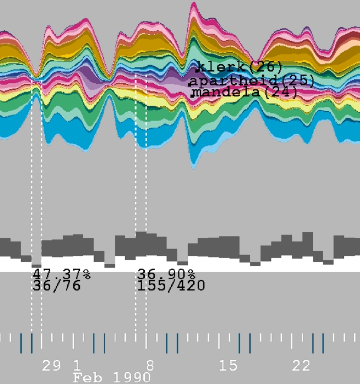 klerk(26)
apartheid(25)
mandela(24)
47.37% 36.90%
36/76 155/420
29 1 8 15 22
Feb 1990